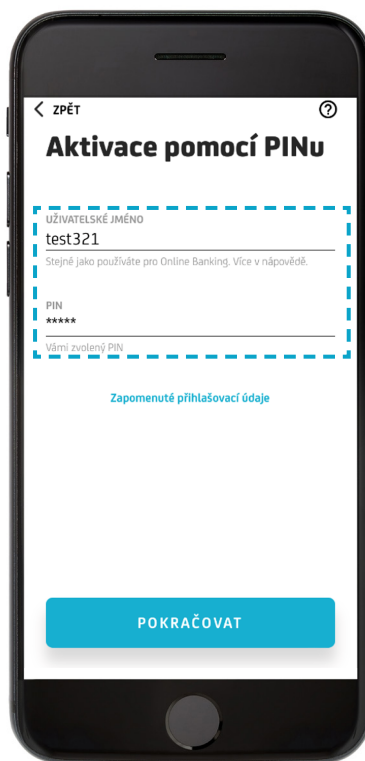 ZPĚT
Aktivace pomocí PINu
UŽIVATELSKÉ JMÉNO
test321
Stejné jako používáte pro Online Banking. Více v nápovědě.
PIN
*****
Vámi zvolený PIN
Zapomenuté přihlašovací údaje
POKRAČOVAT